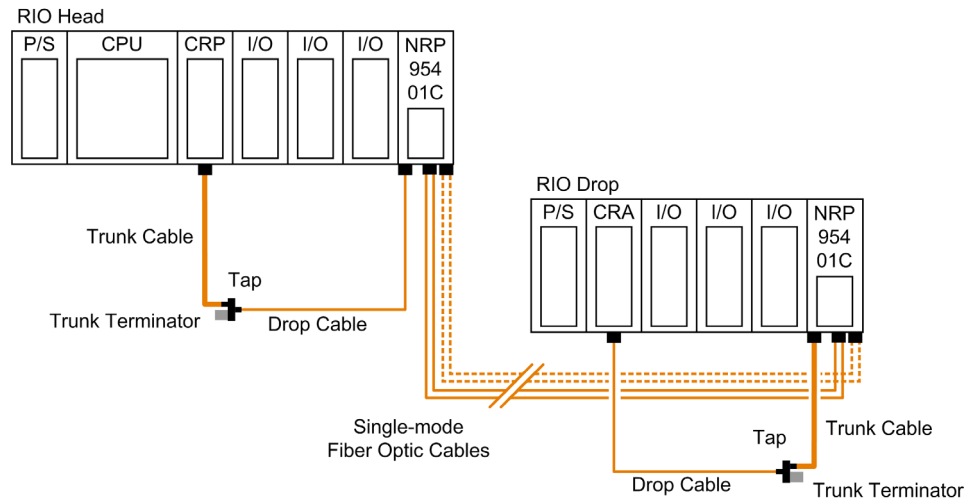 RIO Head
P/S CPU CRP I/O I/O I/O NRP
954
01C
Trunk Cable
Tap
Trunk Terminator
Drop Cable
RIO Drop
P/S CRA I/O I/O I/O NRP
954
01C
Single-mode
Fiber Optic Cables
Trunk Cable
Tap
Drop Cable
Trunk Terminator